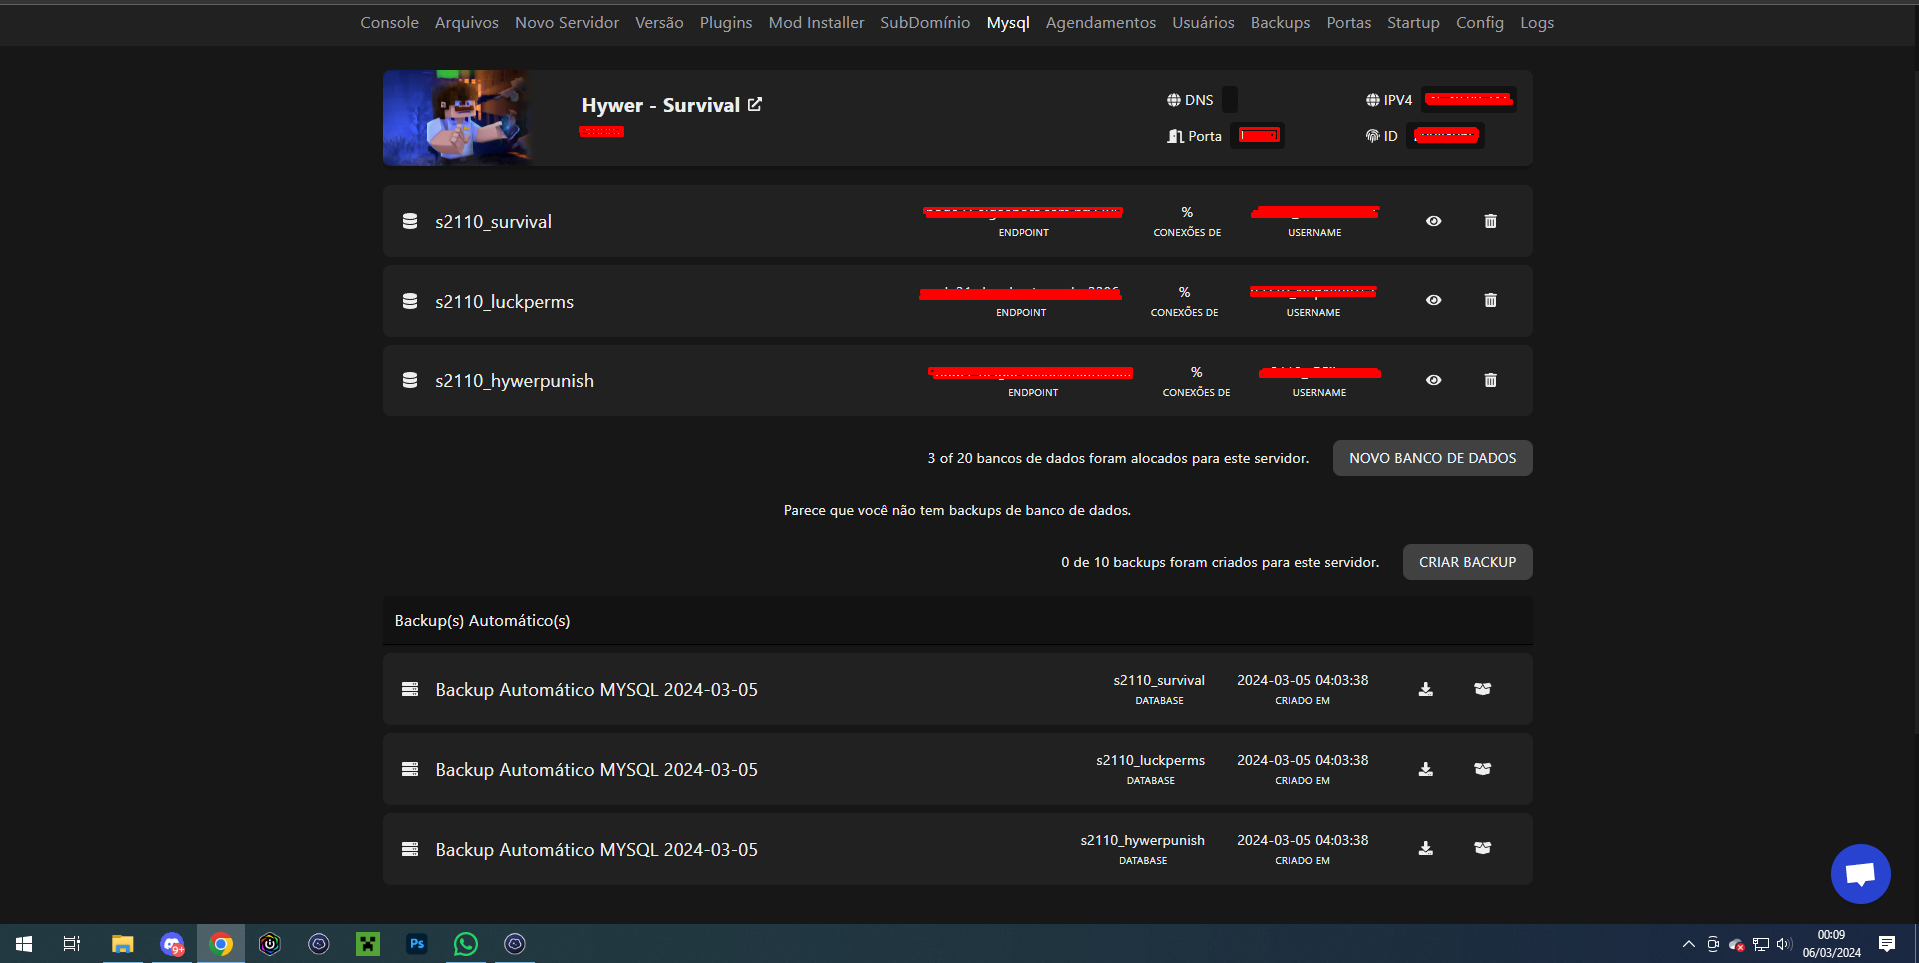 Console Arquivos Novo Servidor Versão Plugins Mod Installer SubDomínio Mysql Agendamentos Usuários Backups Portas Startup Config Logs
Hywer - Survival
DNS
IPV4
Porta
ID
s2110_survival
ENDPOINT
%
CONEXÕES DE
USERNAME
s2110_luckperms
ENDPOINT
%
CONEXÕES DE
USERNAME
s2110_hywerpunish
ENDPOINT
%
CONEXÕES DE
USERNAME
3 of 20 bancos de dados foram alocados para este servidor.
NOVO BANCO DE DADOS
Parece que você não tem backups de banco de dados.
0 de 10 backups foram criados para este servidor.
CRIAR BACKUP
Backup(s) Automático(s)
Backup Automático MYSQL 2024-03-05
s2110_survival
DATABASE
2024-03-05 04:03:38
CRIADO EM
Backup Automático MYSQL 2024-03-05
s2110_luckperms
DATABASE
2024-03-05 04:03:38
CRIADO EM
Backup Automático MYSQL 2024-03-05
s2110_hywerpunish
DATABASE
2024-03-05 04:03:38
CRIADO EM
9+
Ps
00:09
06/03/2024